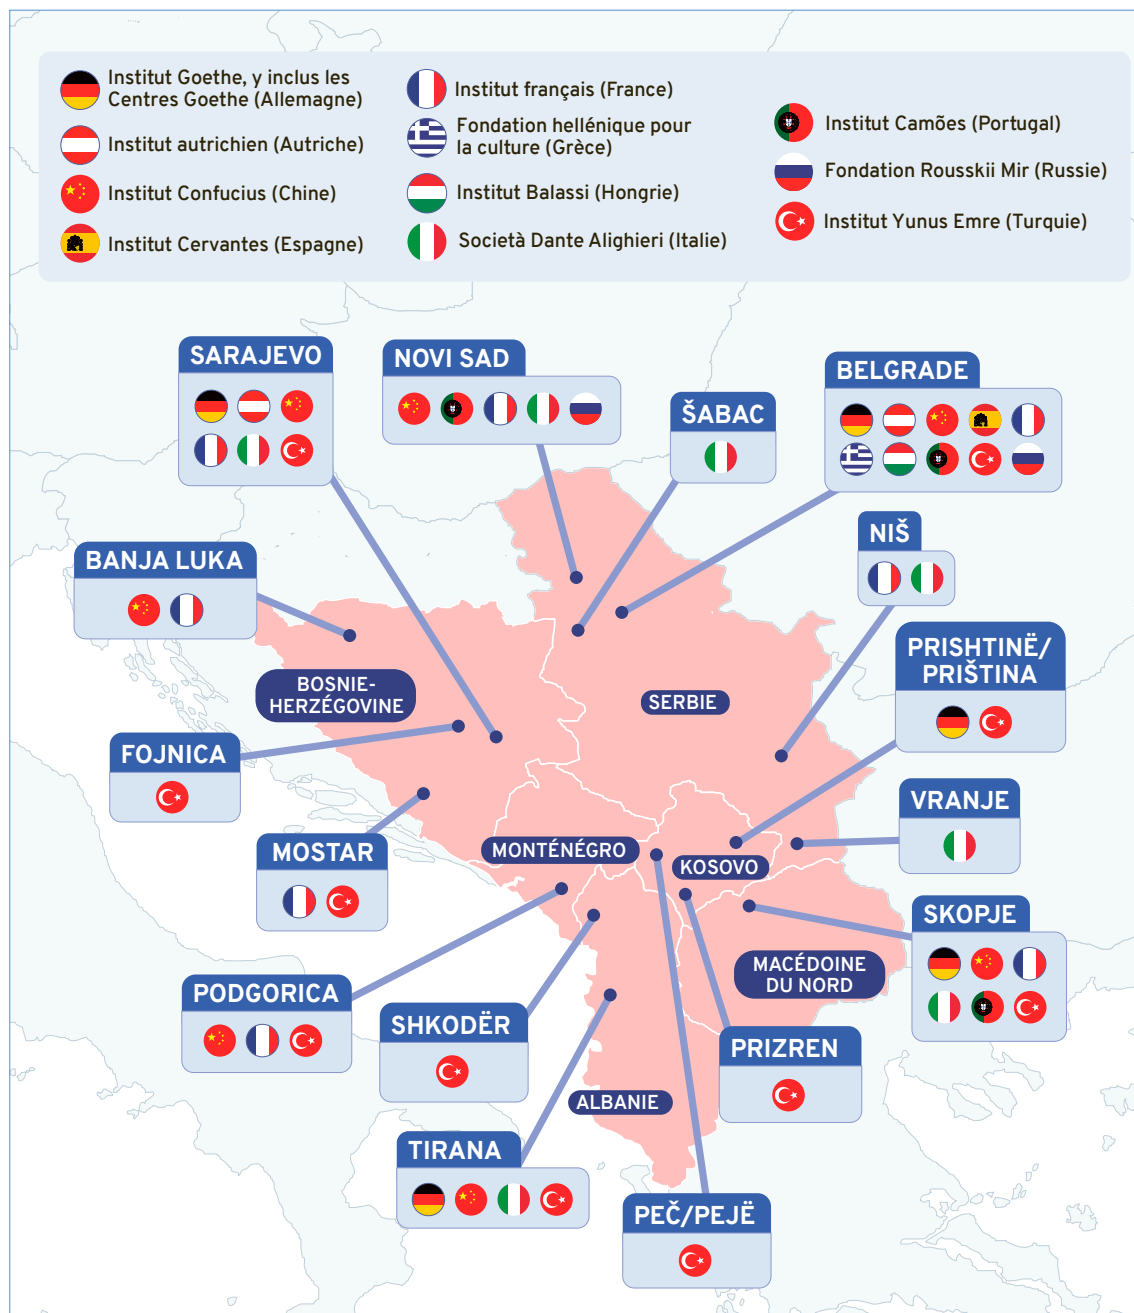 Institut Goethe, y inclus les
Centres Goethe (Allemagne)
Institut autrichien (Autriche)
Institut Confucius (Chine)
Institut Cervantes (Espagne)
Institut français (France)
Fondation hellénique pour
la culture (Grèce)
Institut Balassi (Hongrie)
Società Dante Alighieri (Italie)
Institut Camões (Portugal)
Fondation Rousskii Mir (Russie)
Institut Yunus Emre (Turquie)
SARAJEVO
NOVI SAD
BELGRADE
ŠABAC
NIŠ
BANJA LUKA
PRISHTINË/
PRIŠTINA
BOSNIE-
HERZÉGOVINE
SERBIE
FOJNICA
VRANJE
MOSTAR
MONTÉNÉGRO
KOSOVO
SKOPJE
MACÉDOINE
DU NORD
PODGORICA
SHKODËR
PRIZREN
ALBANIE
TIRANA
PEČ/PEJË